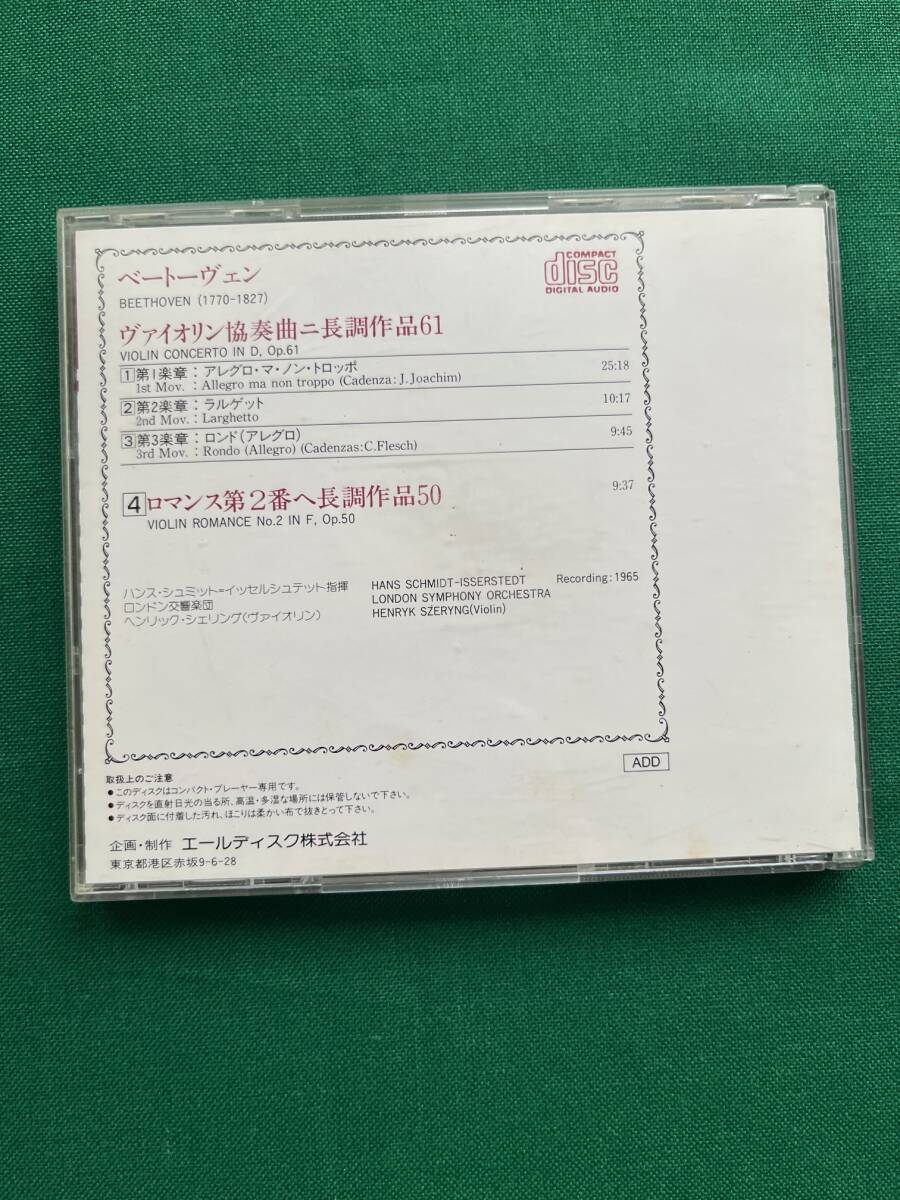 ベートーヴェン
BEETHOVEN (1770-1827)
COMPACT
disc
DIGITAL AUDIO
ヴァイオリン協奏曲ニ長調作品61
VIOLIN CONCERTO IN D, Op.61
1 第1楽章：アレグロ・マ・ノン・トロッポ 25:18
1st Mov. : Allegro ma non troppo (Cadenza: J.Joachim)
2 第2楽章：ラルゲット 10:17
2nd Mov. : Larghetto
3 第3楽章：ロンド(アレグロ) 9:45
3rd Mov. : Rondo (Allegro) (Cadenzas:C.Flesch)
4 ロマンス第2番ヘ長調作品50 9:37
VIOLIN ROMANCE No.2 IN F, Op.50
ハンス・シュミット=イッセルシュテット指揮 HANS SCHMIDT-ISSERSTEDT Recording: 1965
ロンドン交響楽団 LONDON SYMPHONY ORCHESTRA
ヘンリック・シェリング(ヴァイオリン) HENRYK SZERYNG(Violin)
ADD
取扱上のご注意
●このディスクはコンパクト・プレーヤー専用です。
●ディスクを直射日光の当る所、高温・多湿な場所には保管しないで下さい。
●ディスク面に付着した汚れ、ほこりは柔かい布で抜きとって下さい。
企画・制作 エールディスク株式会社
東京都港区赤坂9-6-28